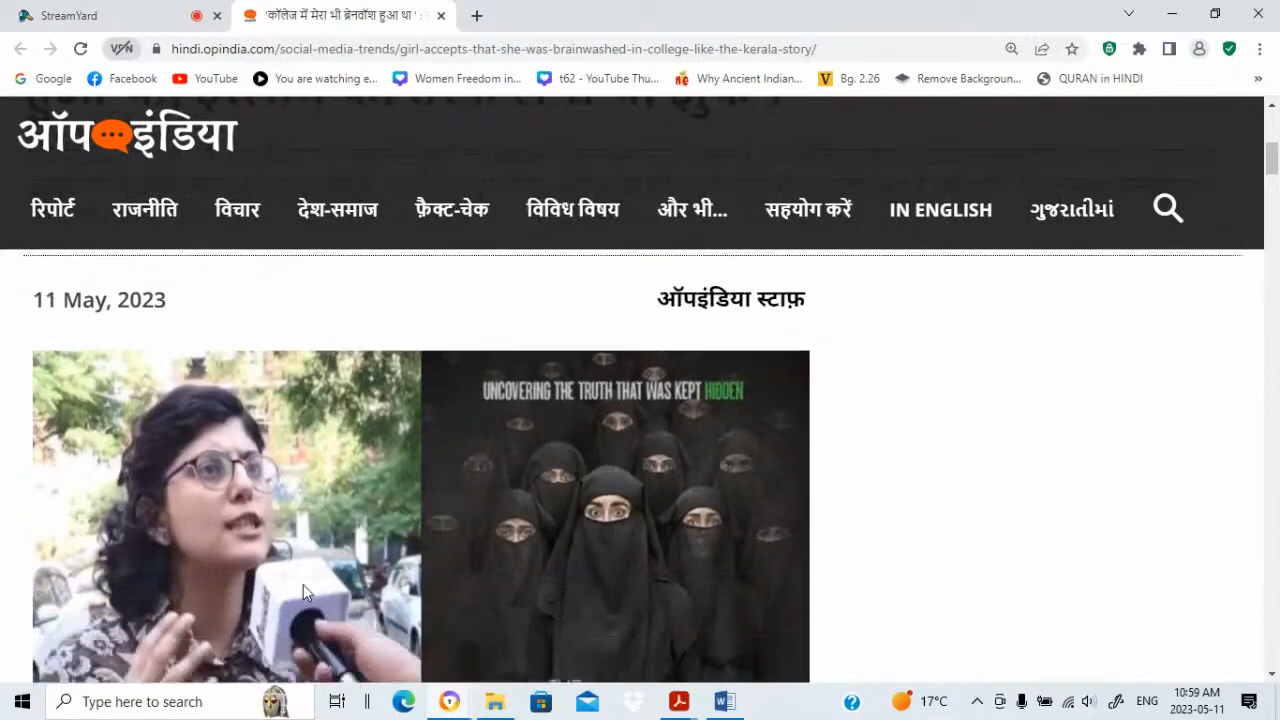 StreamYard
'कॉलेज में मेरा भी ब्रेनवॉश हुआ था '
VPN
hindi.opindia.com/social-media-trends/girl-accepts-that-she-was-brainwashed-in-college-like-the-kerala-story/
Google
Facebook
YouTube
You are watching e...
Women Freedom in...
t62 - YouTube Thu...
Why Ancient Indian...
Bg. 2.26
Remove Backgroun...
QURAN in HINDI
»
ऑपइंडिया
रिपोर्ट
राजनीति
विचार
देश-समाज
फ़ैक्ट-चेक
विविध विषय
और भी...
सहयोग करें
IN ENGLISH
ગુજરાતીમાં
11 May, 2023
ऑपइंडिया स्टाफ़
UNCOVERING THE TRUTH THAT WAS KEPT HIDDEN
Type here to search
17°C
ENG
10:59 AM
2023-05-11